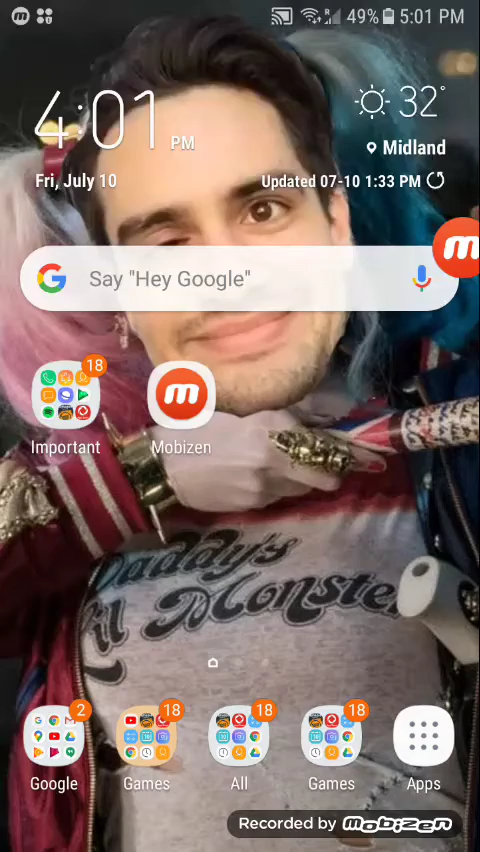 49% 5:01 PM
4:01 PM
32°
Midland
Fri, July 10
Updated 07-10 1:33 PM
Say "Hey Google"
18
Important
Mobizen
Daddy's
Lil Monster
2
18
18
18
Google
Games
All
Games
Apps
Recorded by mobizen